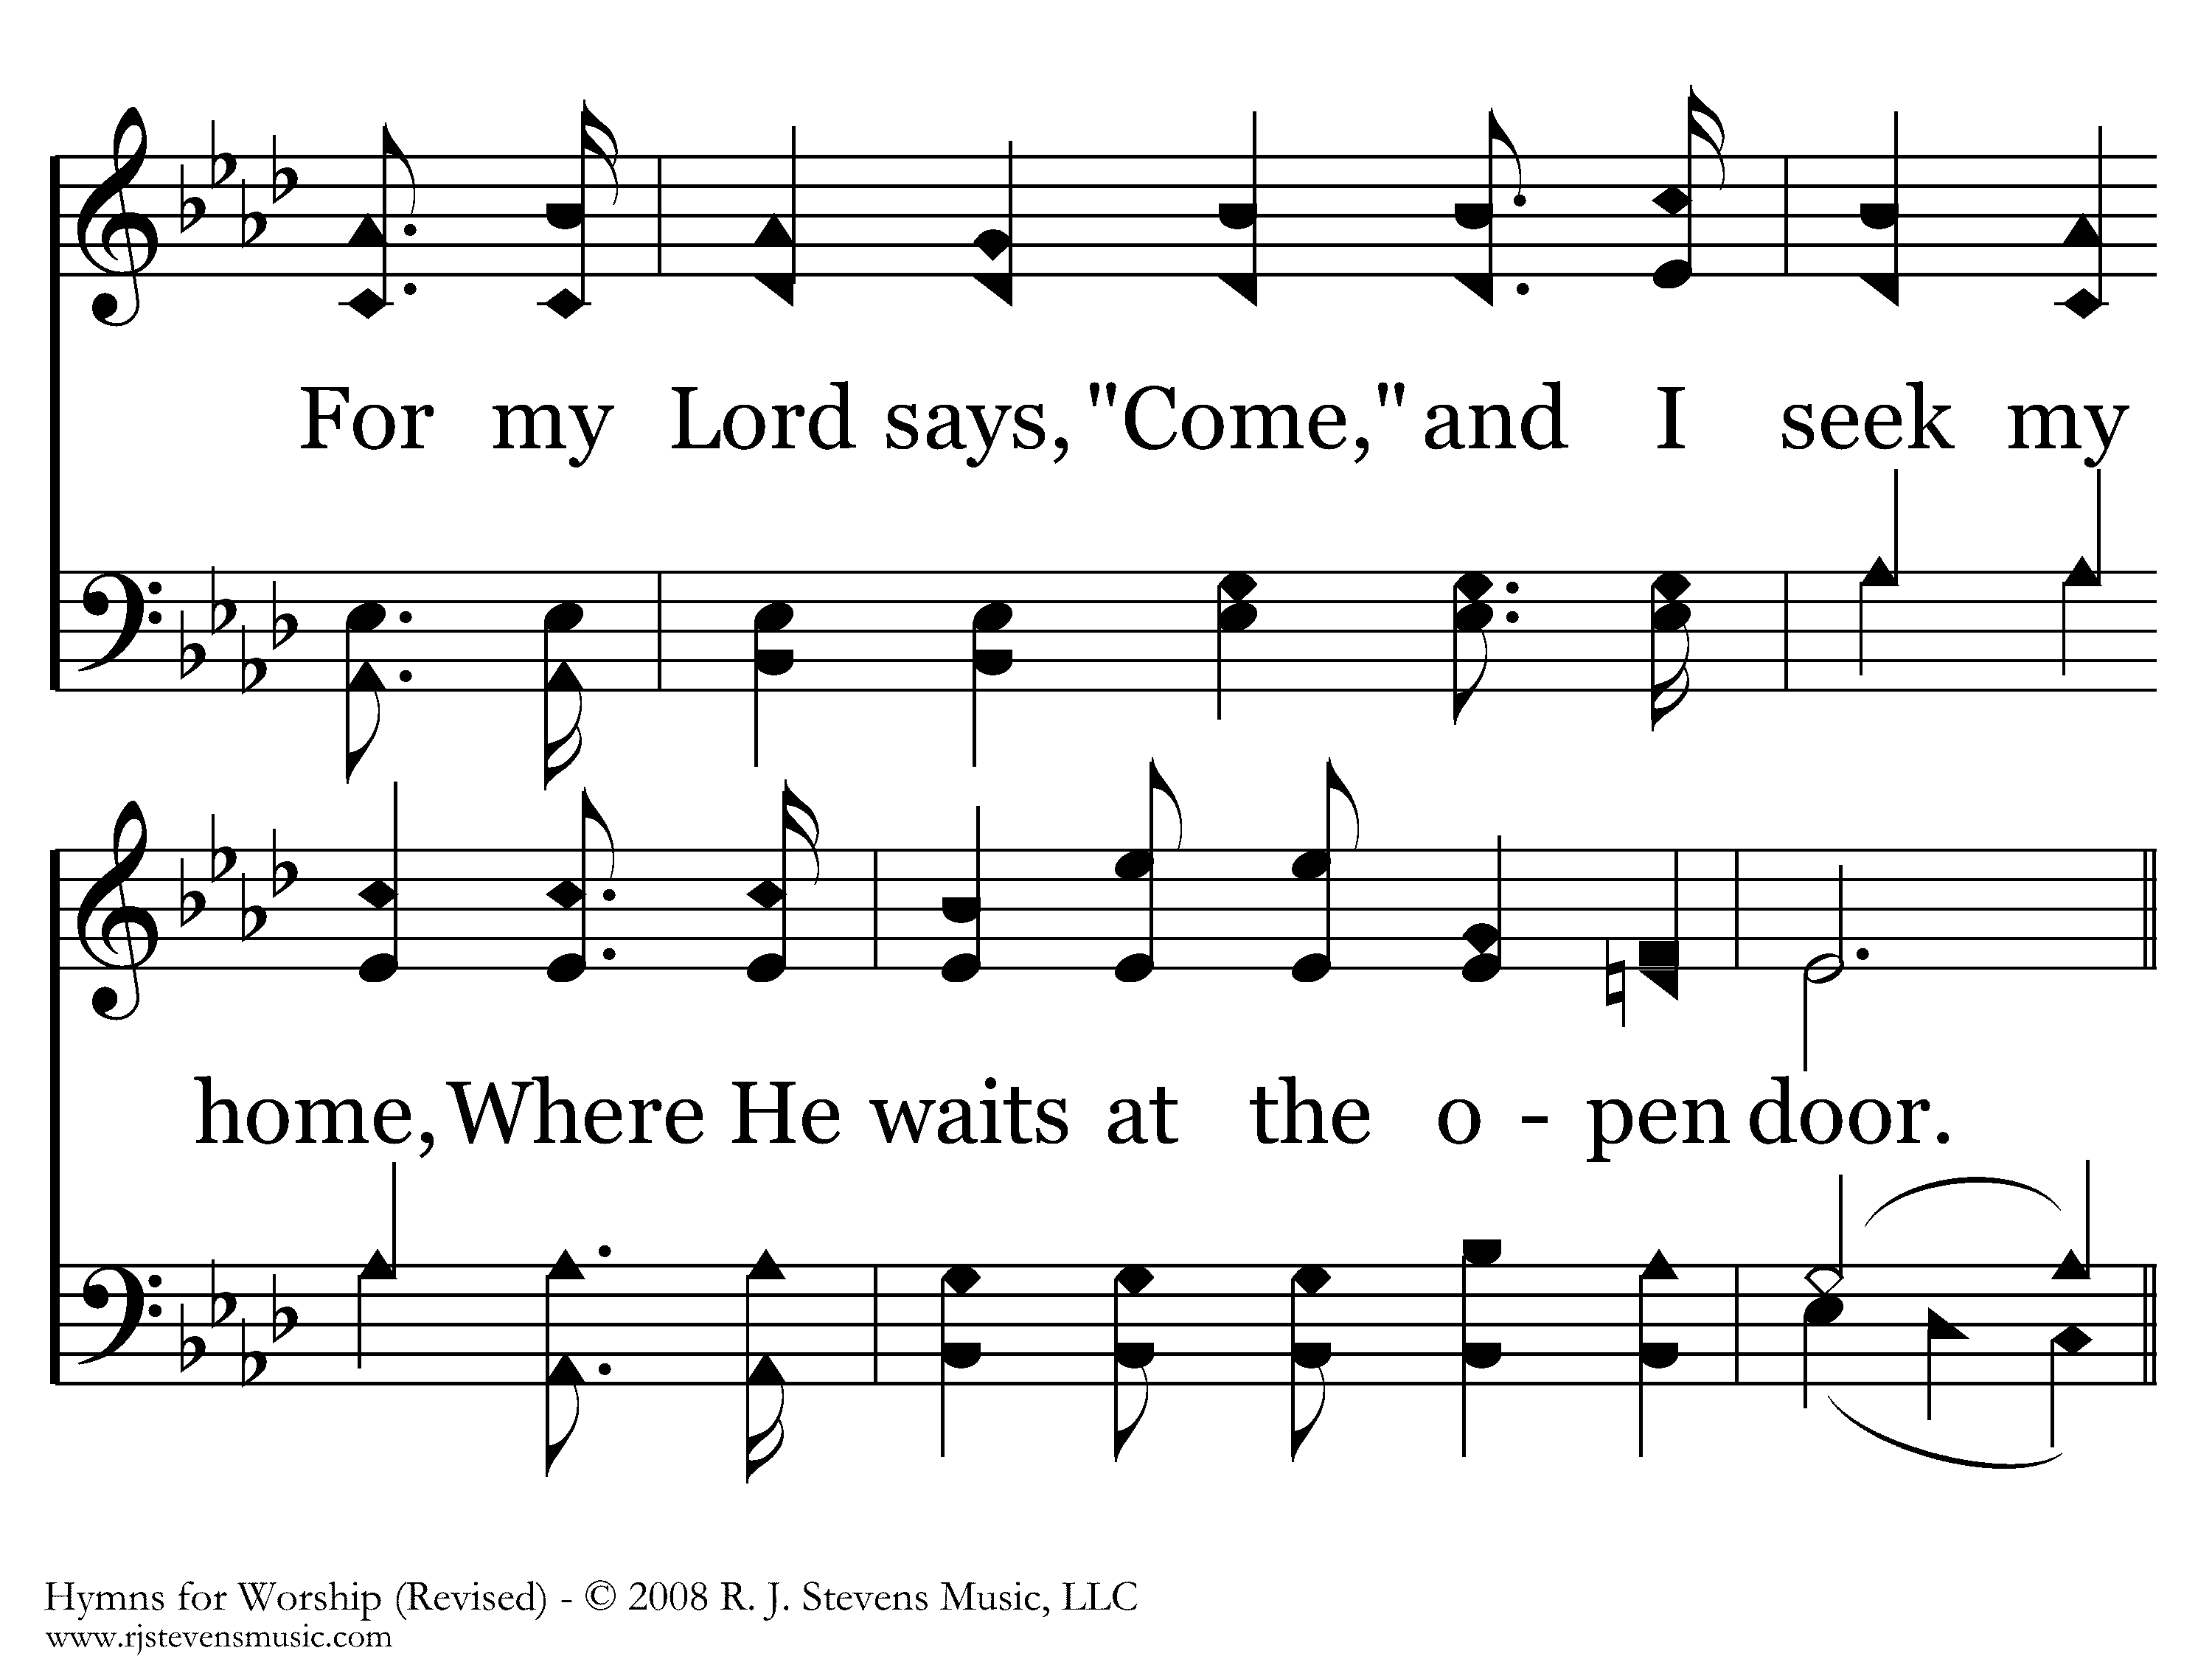 For my Lord says, "Come," and I seek my
home, Where He waits at the o - pen door.
Hymns for Worship (Revised) - © 2008 R. J. Stevens Music, LLC
www.rjstevensmusic.com